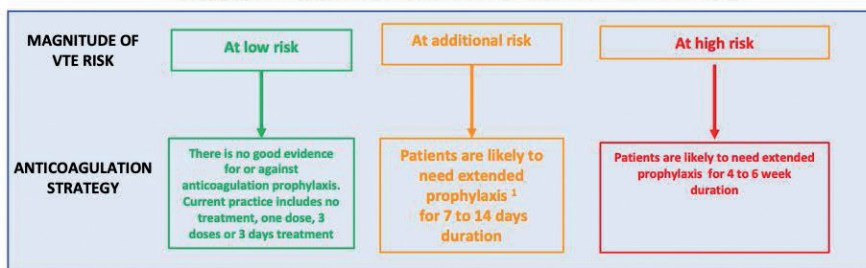 MAGNITUDE OF
VTE RISK
At low risk
At additional risk
At high risk
ANTICOAGULATION
STRATEGY
There is no good evidence
for or against
anticoagulation prophylaxis.
Current practice includes no
treatment, one dose, 3
doses or 3 days treatment
Patients are likely to
need extended
prophylaxis ¹
for 7 to 14 days
duration
Patients are likely to need extended
prophylaxis for 4 to 6 week
duration